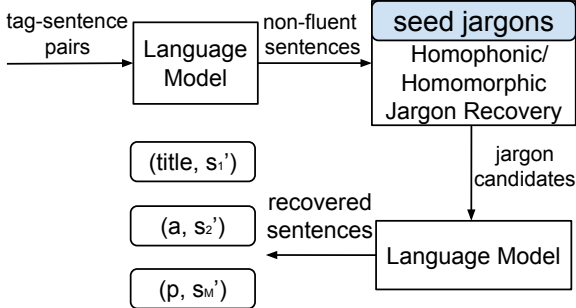 tag-sentence
pairs
Language
Model
non-fluent
sentences
seed jargons
Homophonic/
Homomorphic
Jargon Recovery
jargon
candidates
Language Model
recovered
sentences
(title, s₁’)
(a, s₂’)
(p, sᴍ’)